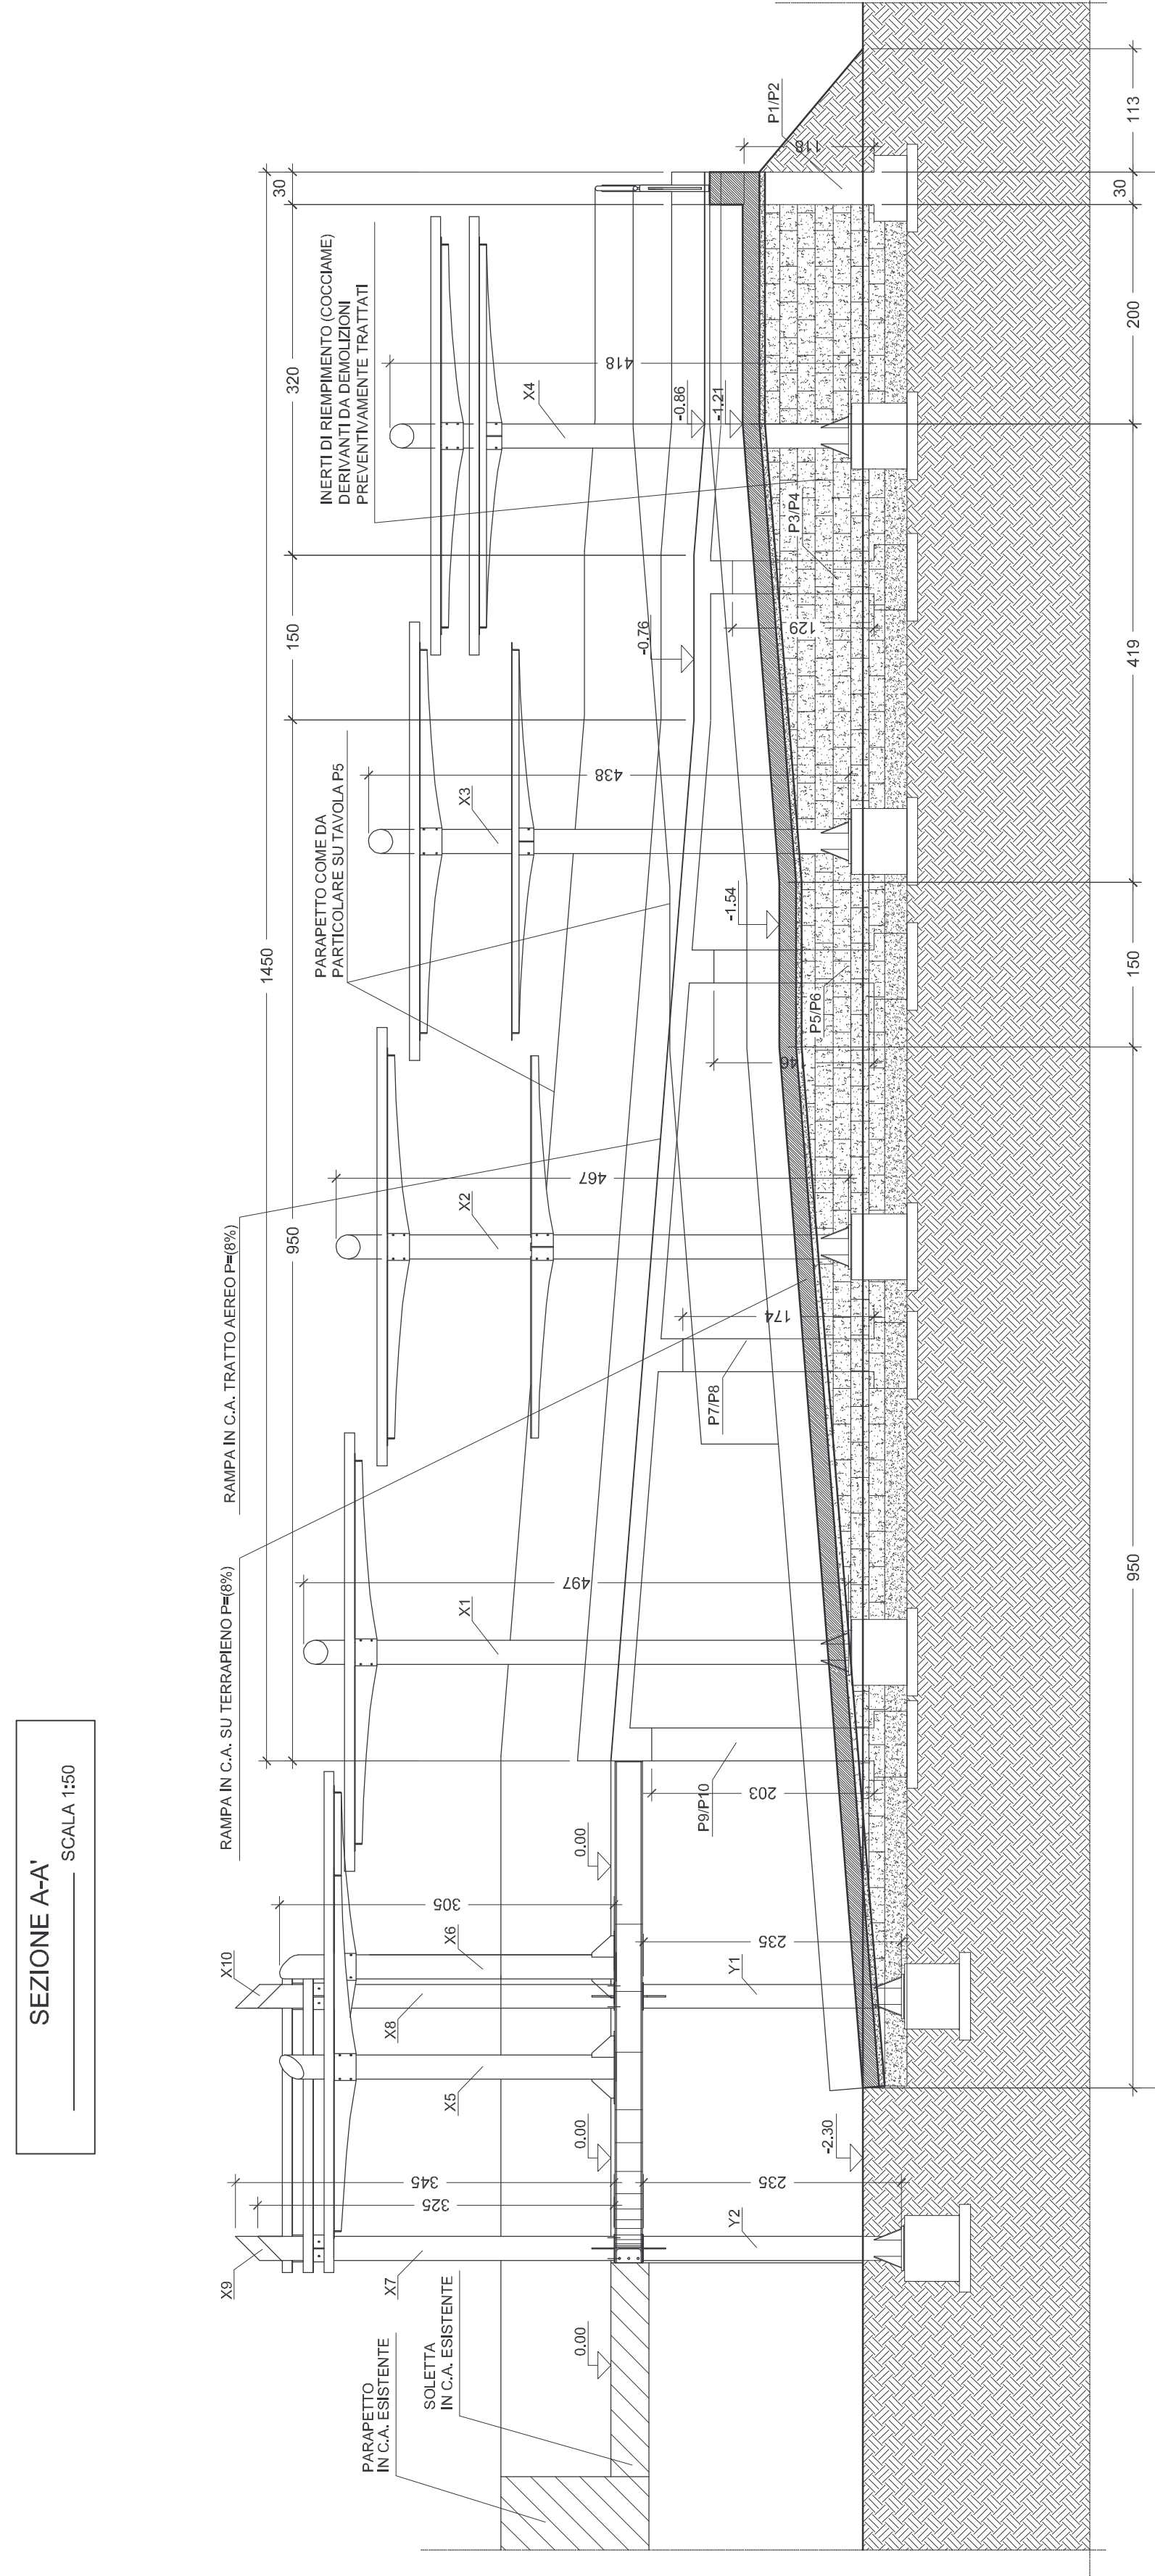 SEZIONE A-A'
SCALA 1:50
RAMPA IN C.A. SU TERRAPIENO P=(8%)
RAMPA IN C.A. TRATTO AEREO P=(8%)
PARAPETTO COME DA
PARTICOLARE SU TAVOLA P5
INERTI DI RIEMPIMENTO (COCCIAME)
DERIVANTI DA DEMOLIZIONI
PREVENTIVAMENTE TRATTATI
PARAPETTO
IN C.A. ESISTENTE
SOLETTA
IN C.A. ESISTENTE
1450
950
150
320
30
X9
X10
X7
X8
X5
X6
X1
X2
X3
X4
345
325
305
497
467
438
418
0.00
0.00
0.00
-0.76
-0.86
-1.21
-1.54
-2.30
Y2
Y1
235
235
203
174
129
118
P9/P10
P7/P8
P5/P6
P3/P4
P1/P2
950
150
419
200
30
113